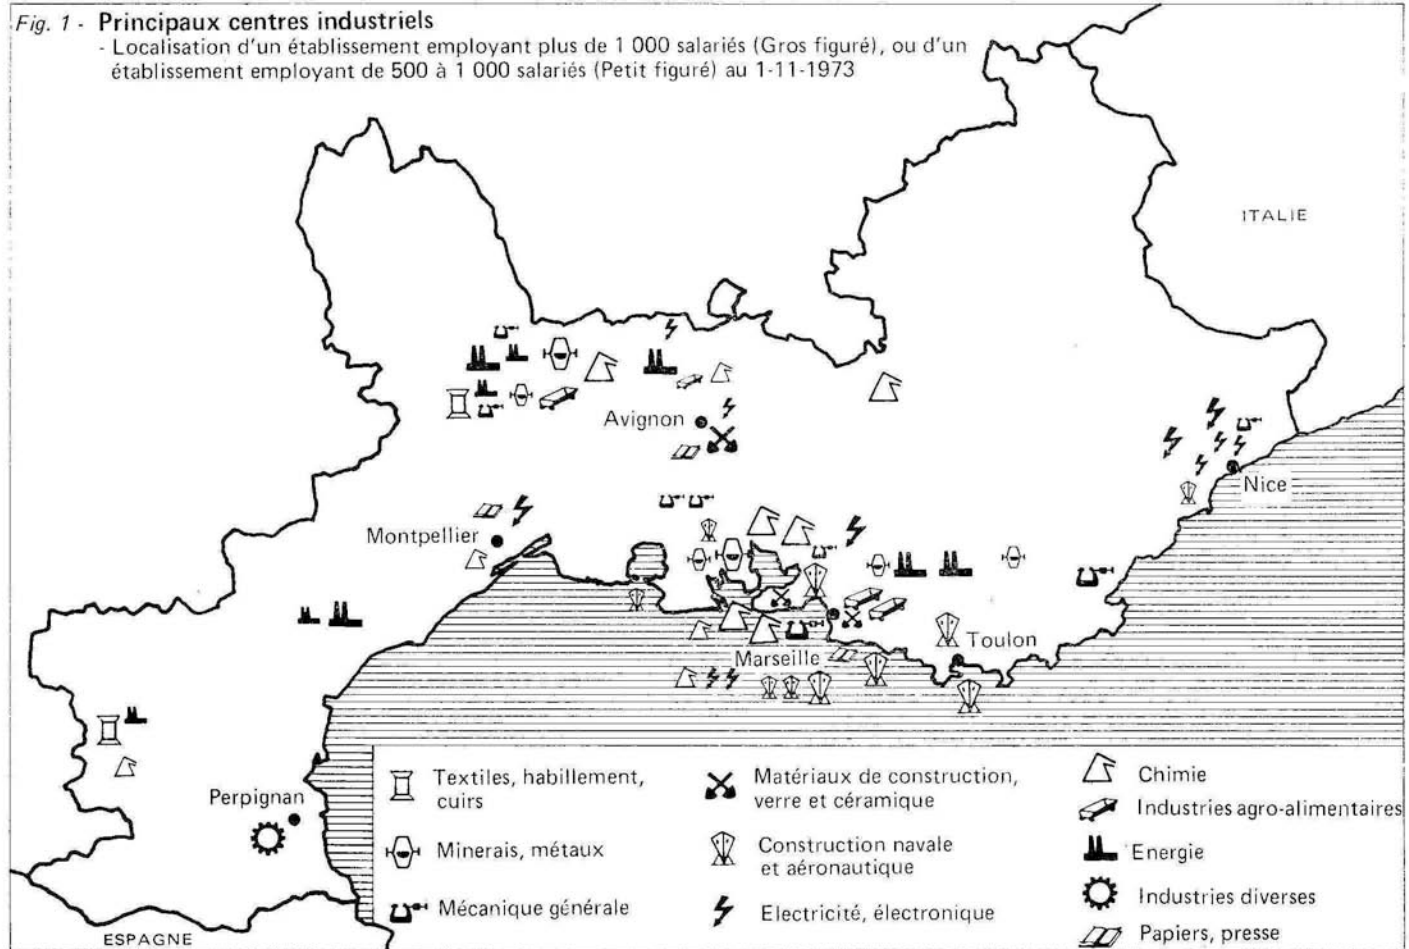 Fig. 1 - Principaux centres industriels
- Localisation d'un établissement employant plus de 1 000 salariés (Gros figuré), ou d'un
établissement employant de 500 à 1 000 salariés (Petit figuré) au 1-11-1973
ITALIE
Avignon
Nice
Montpellier
Toulon
Marseille
Perpignan
ESPAGNE
Textiles, habillement,
cuirs
Minerais, métaux
Mécanique générale
Matériaux de construction,
verre et céramique
Construction navale
et aéronautique
Electricité, électronique
Chimie
Industries agro-alimentaires
Energie
Industries diverses
Papiers, presse